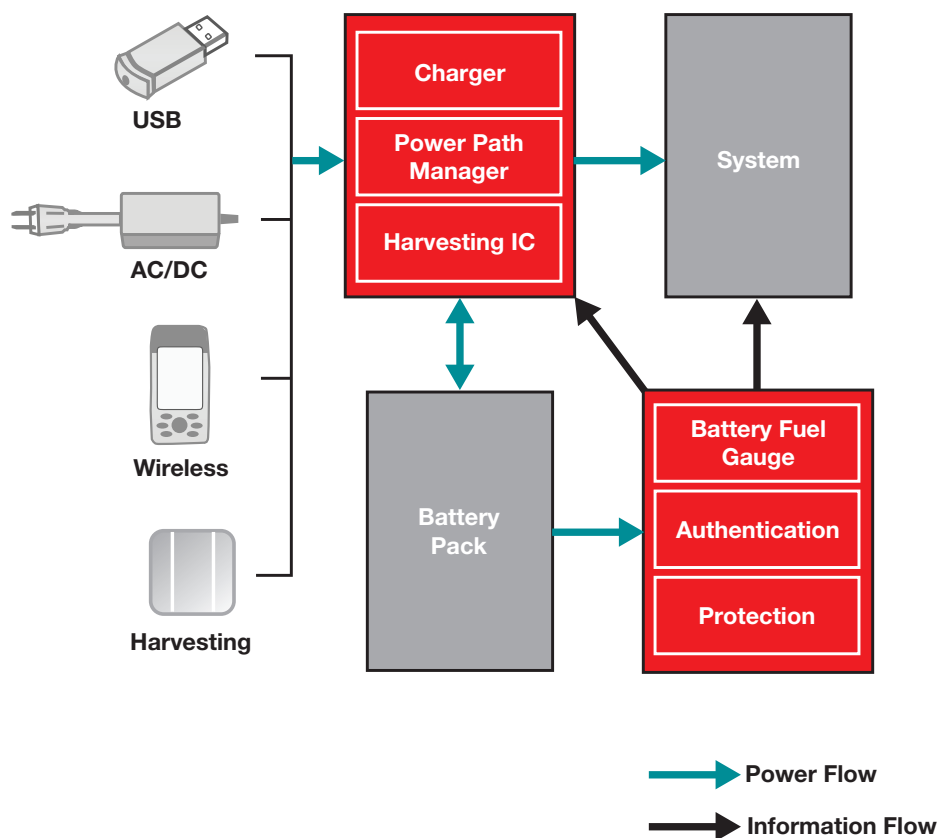 USB
AC/DC
Wireless
Harvesting
Charger
Power Path
Manager
Harvesting IC
System
Battery
Pack
Battery Fuel
Gauge
Authentication
Protection
Power Flow
Information Flow